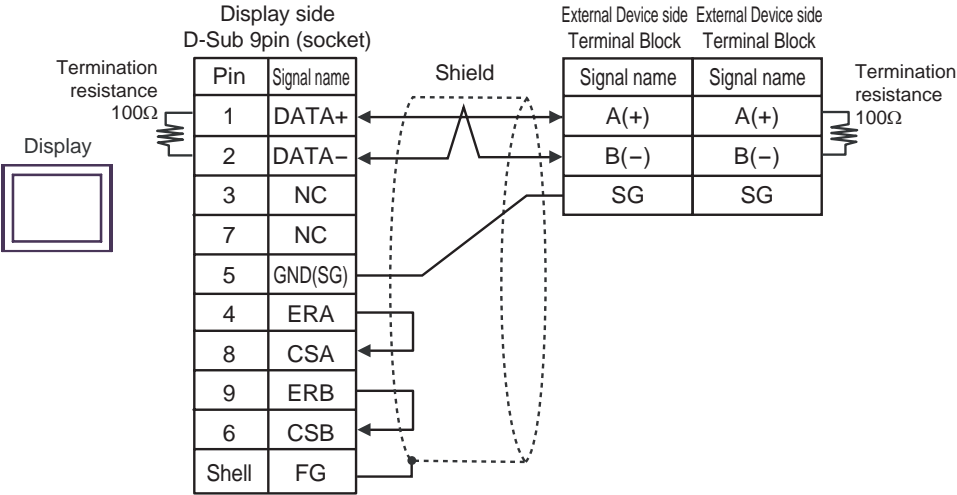 Display side
D-Sub 9pin (socket)
External Device side External Device side
Terminal Block Terminal Block
Termination
resistance
100Ω
Display
Pin Signal name
1 DATA+
2 DATA−
3 NC
7 NC
5 GND(SG)
4 ERA
8 CSA
9 ERB
6 CSB
Shell FG
Shield
Signal name Signal name
A(+) A(+)
B(−) B(−)
SG SG
Termination
resistance
100Ω